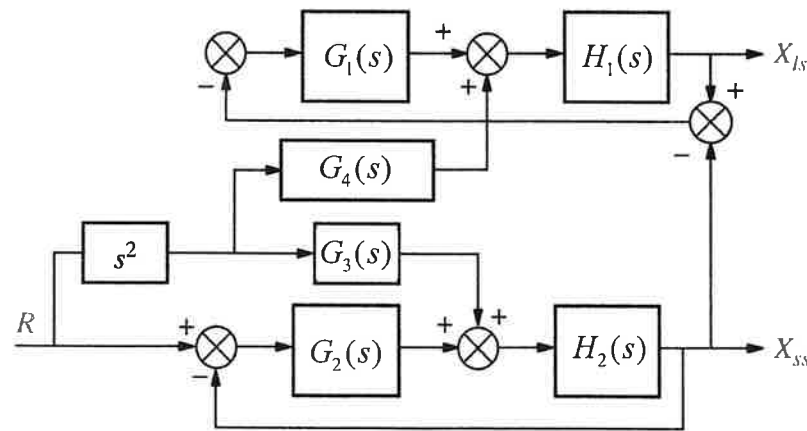 G₁(s)
H₁(s)
X_ls
+
+
−
+
−
G₄(s)
s²
G₃(s)
R
+
−
G₂(s)
+
+
H₂(s)
X_ss